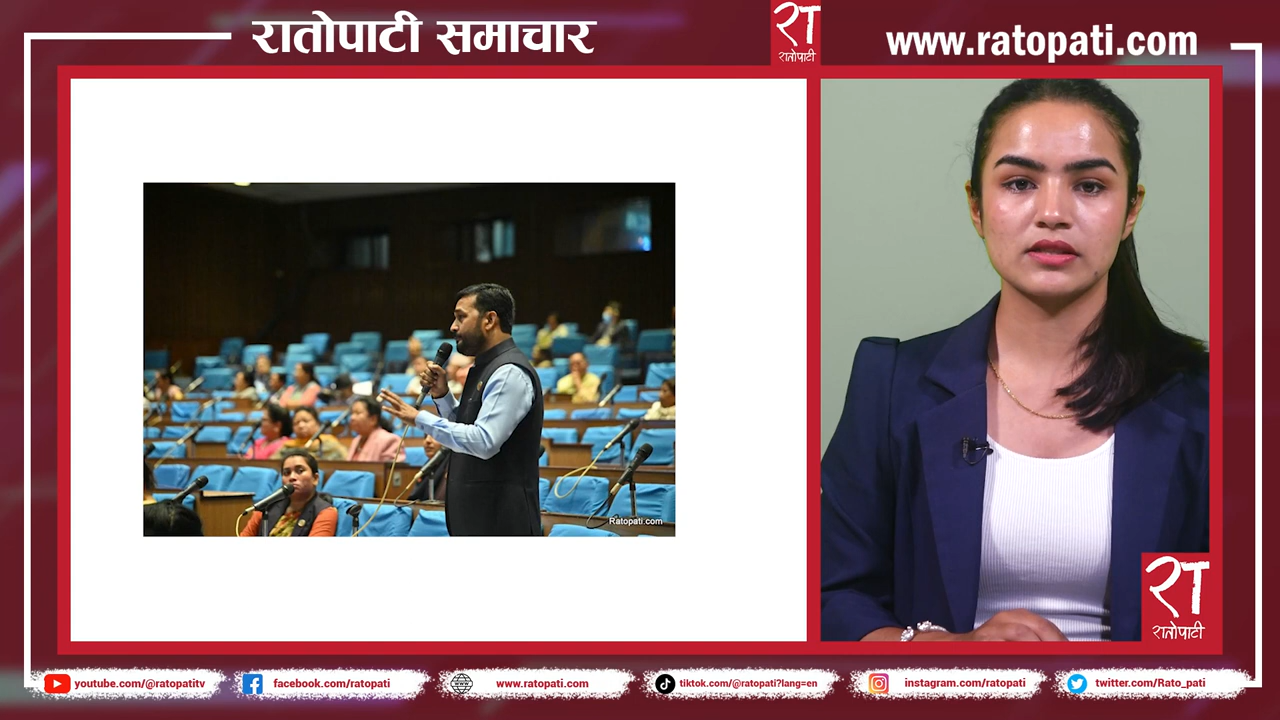 रातोपाटी समाचार
रा
रातोपाटी
www.ratopati.com
Ratopati.com
रा
रातोपाटी
youtube.com/@ratopatitv
facebook.com/ratopati
www.ratopati.com
tiktok.com/@ratopati?lang=en
instagram.com/ratopati
twitter.com/Rato_pati